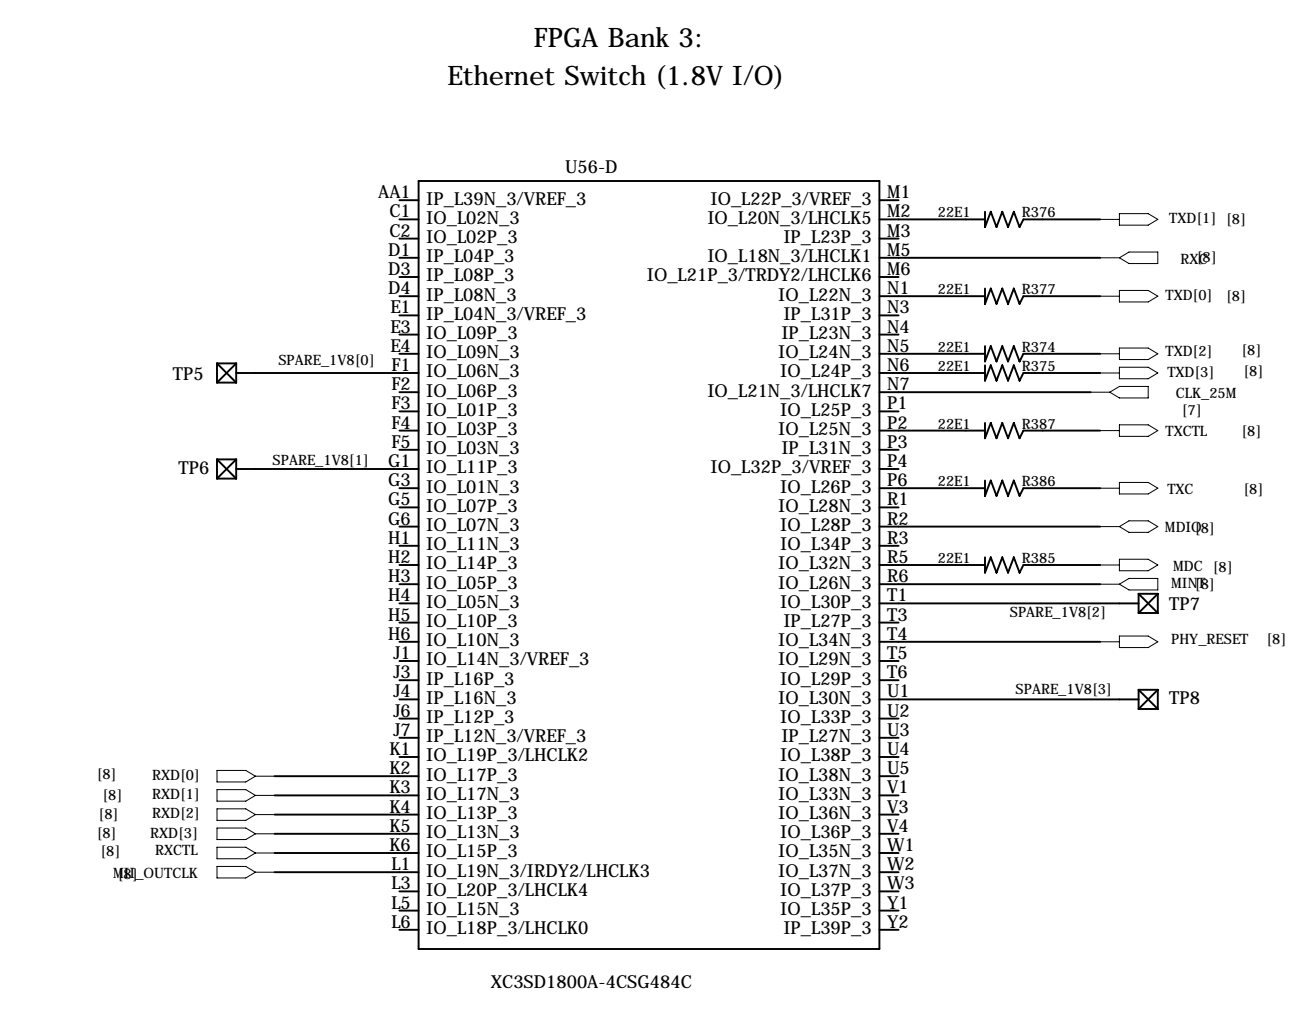 FPGA Bank 3:
Ethernet Switch (1.8V I/O)
U56-D
AA1 IP_L39N_3/VREF_3 IO_L22P_3/VREF_3 M1
C1 IO_L02N_3 IO_L20N_3/LHCLK5 M2 22E1 R376 TXD[1] [8]
C2 IO_L02P_3 IP_L23P_3 M3
D1 IP_L04P_3 IO_L18N_3/LHCLK1 M5 RXC [8]
D3 IP_L08P_3 IO_L21P_3/TRDY2/LHCLK6 M6
D4 IP_L08N_3 IO_L22N_3 N1 22E1 R377 TXD[0] [8]
E1 IP_L04N_3/VREF_3 IP_L31P_3 N3
E3 IO_L09P_3 IP_L23N_3 N4
E4 IO_L09N_3 IO_L24N_3 N5 22E1 R374 TXD[2] [8]
TP5 SPARE_1V8[0] F1 IO_L06N_3 IO_L24P_3 N6 22E1 R375 TXD[3] [8]
F2 IO_L06P_3 IO_L21N_3/LHCLK7 N7 CLK_25M
F3 IO_L01P_3 IO_L25P_3 P1 [7]
F4 IO_L03P_3 IO_L25N_3 P2 22E1 R387 TXCTL [8]
F5 IO_L03N_3 IP_L31N_3 P3
TP6 SPARE_1V8[1] G1 IO_L11P_3 IO_L32P_3/VREF_3 P4
G3 IO_L01N_3 IO_L26P_3 P6 22E1 R386 TXC [8]
G5 IO_L07P_3 IO_L28N_3 R1
G6 IO_L07N_3 IO_L28P_3 R2 MDIO [8]
H1 IO_L11N_3 IO_L34P_3 R3
H2 IO_L14P_3 IO_L32N_3 R5 22E1 R385 MDC [8]
H3 IO_L05P_3 IO_L26N_3 R6 MINT [8]
H4 IO_L05N_3 IO_L30P_3 T1 SPARE_1V8[2] TP7
H5 IO_L10P_3 IP_L27P_3 T3
H6 IO_L10N_3 IO_L34N_3 T4 PHY_RESET [8]
J1 IO_L14N_3/VREF_3 IO_L29N_3 T5
J3 IP_L16P_3 IO_L29P_3 T6
J4 IP_L16N_3 IO_L30N_3 U1 SPARE_1V8[3] TP8
J6 IP_L12P_3 IO_L33P_3 U2
J7 IP_L12N_3/VREF_3 IP_L27N_3 U3
K1 IO_L19P_3/LHCLK2 IO_L38P_3 U4
[8] RXD[0] K2 IO_L17P_3 IO_L38N_3 U5
[8] RXD[1] K3 IO_L17N_3 IO_L33N_3 V1
[8] RXD[2] K4 IO_L13P_3 IO_L36N_3 V3
[8] RXD[3] K5 IO_L13N_3 IO_L36P_3 V4
[8] RXCTL K6 IO_L15P_3 IO_L35N_3 W1
[8] L1 IO_L19N_3/IRDY2/LHCLK3 IO_L37N_3 W2
L3 IO_L20P_3/LHCLK4 IO_L37P_3 W3
L5 IO_L15N_3 IO_L35P_3 Y1
L6 IO_L18P_3/LHCLK0 IP_L39P_3 Y2
XC3SD1800A-4CSG484C